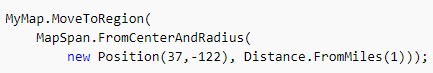 MyMap.MoveToRegion(
    MapSpan.FromCenterAndRadius(
        new Position(37,-122), Distance.FromMiles(1)));